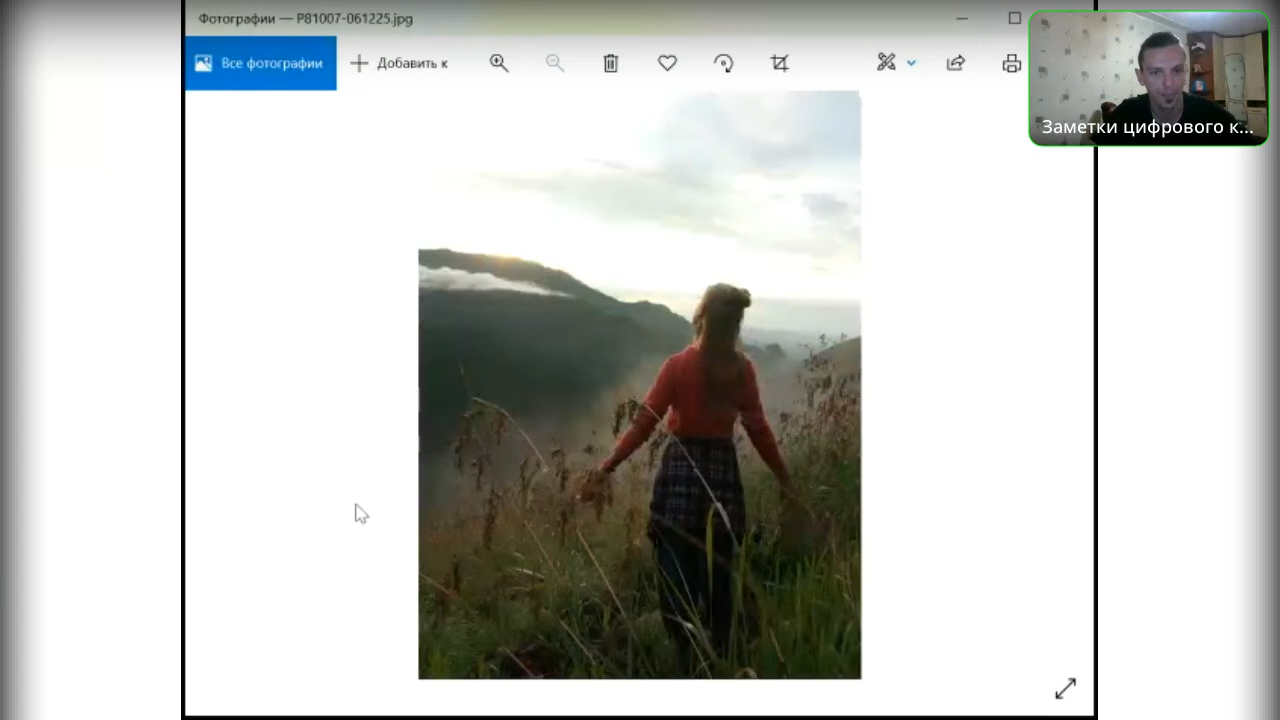 Фотографии — P81007-061225.jpg
Все фотографии
Добавить к
Заметки цифрового к...